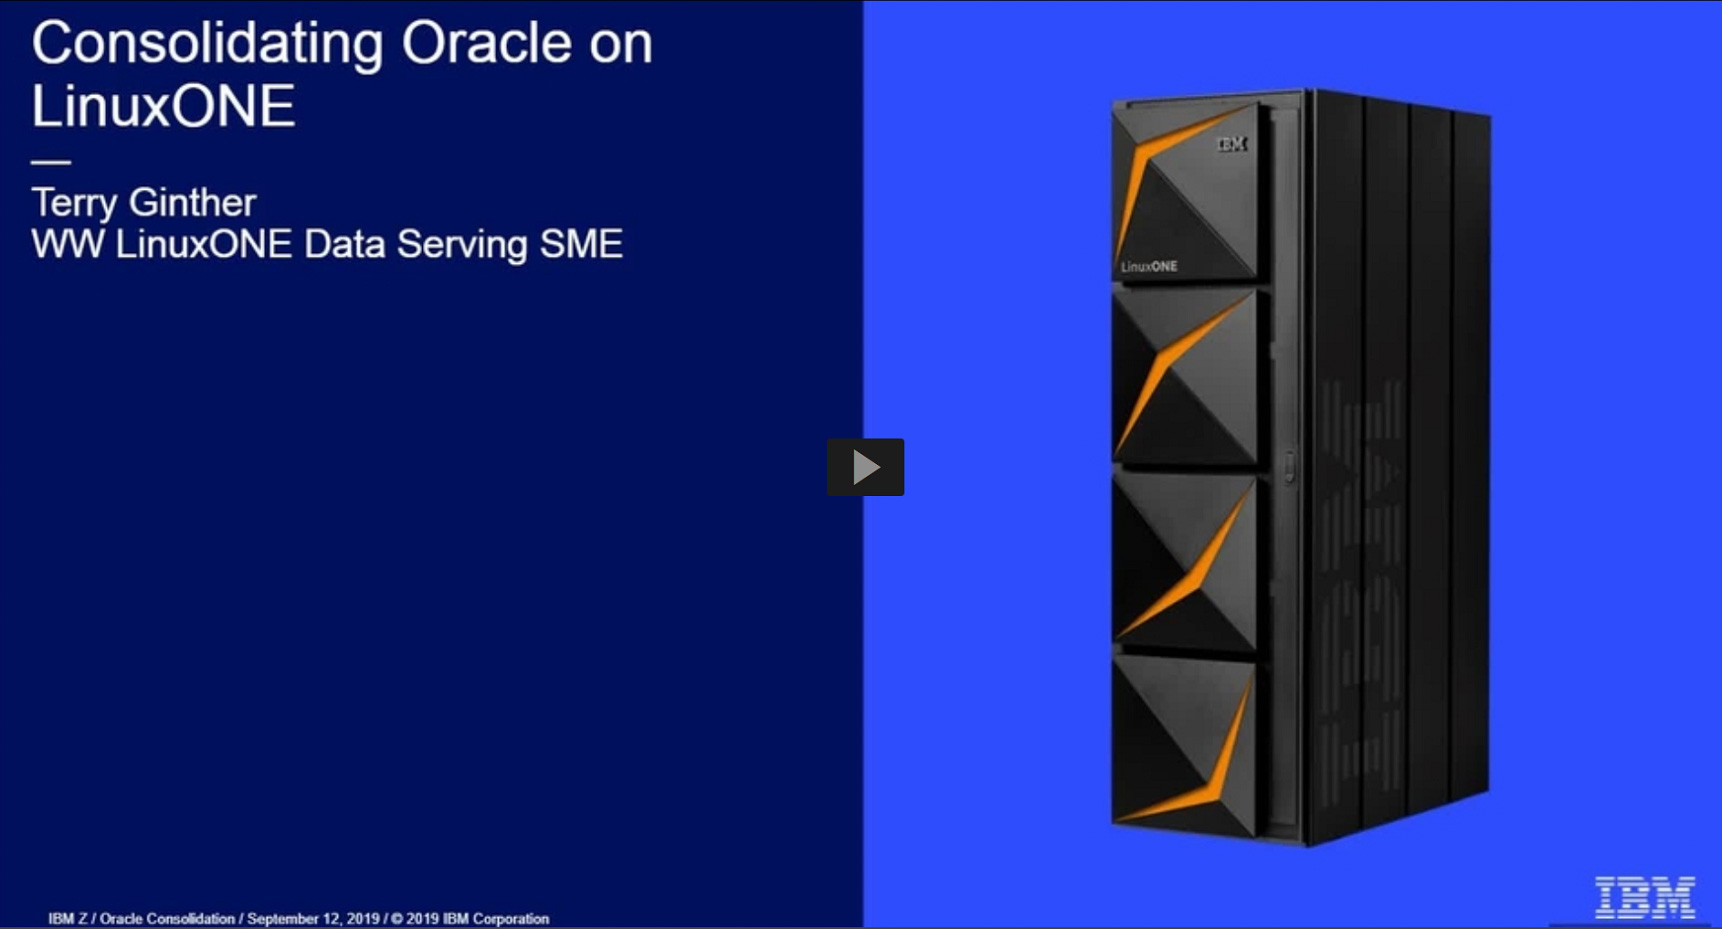 Consolidating Oracle on
LinuxONE
Terry Ginther
WW LinuxONE Data Serving SME
IBM
LinuxONE
IBM
IBM Z / Oracle Consolidation / September 12, 2019 / © 2019 IBM Corporation
IBM